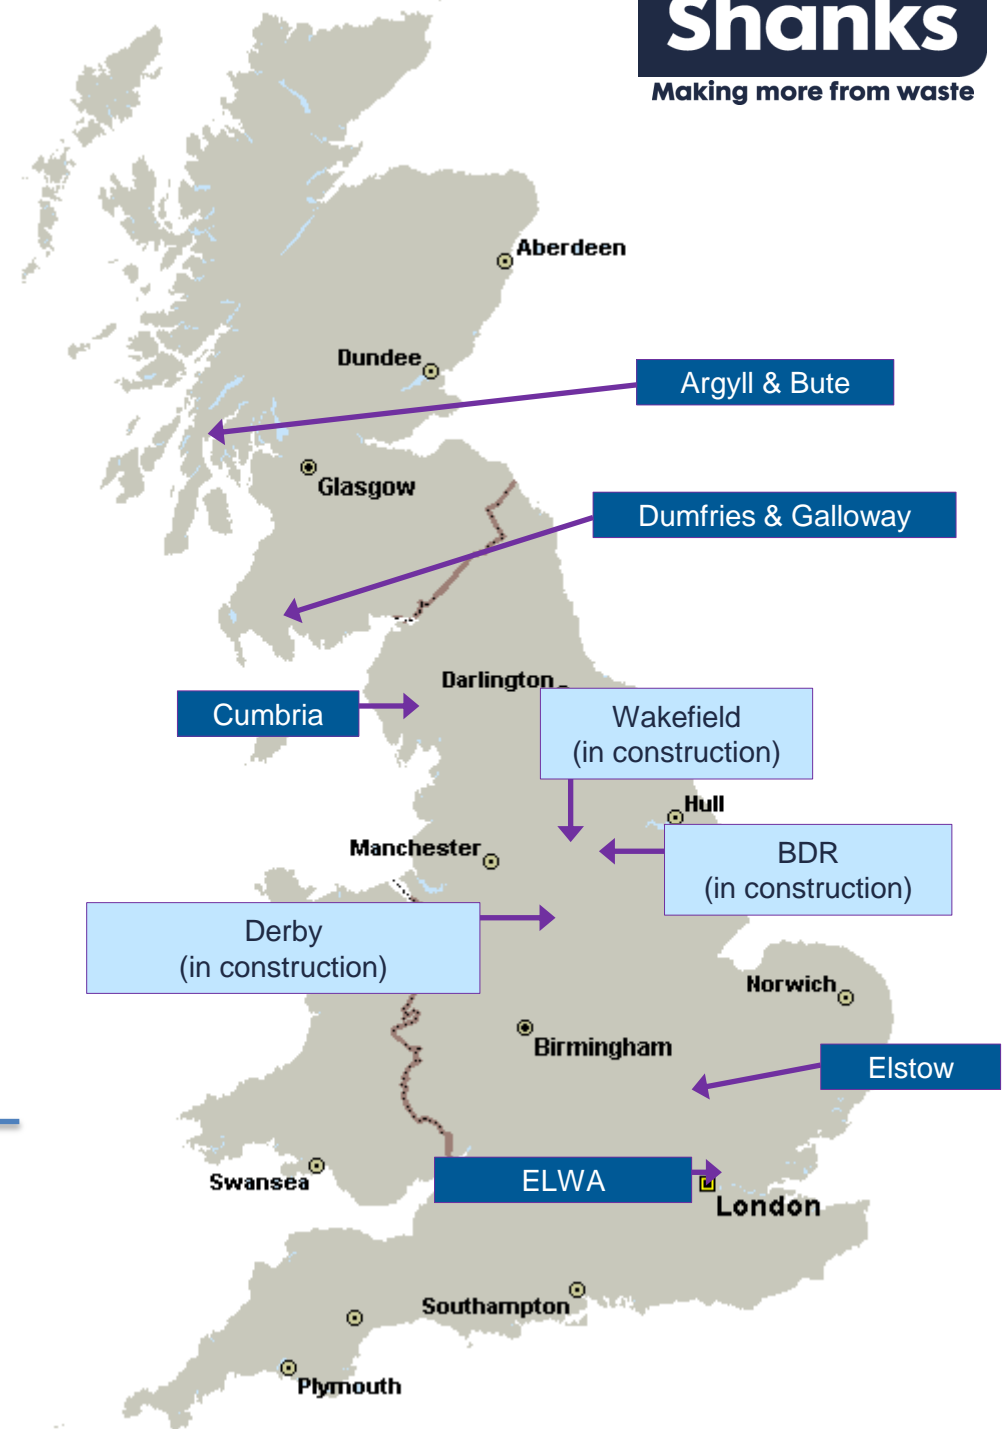 Shanks
Making more from waste
Aberdeen
Dundee
Argyll & Bute
Glasgow
Dumfries & Galloway
Darlington
Cumbria
Wakefield
(in construction)
Hull
Manchester
BDR
(in construction)
Derby
(in construction)
Norwich
Birmingham
Elstow
Swansea
ELWA
London
Southampton
Plymouth